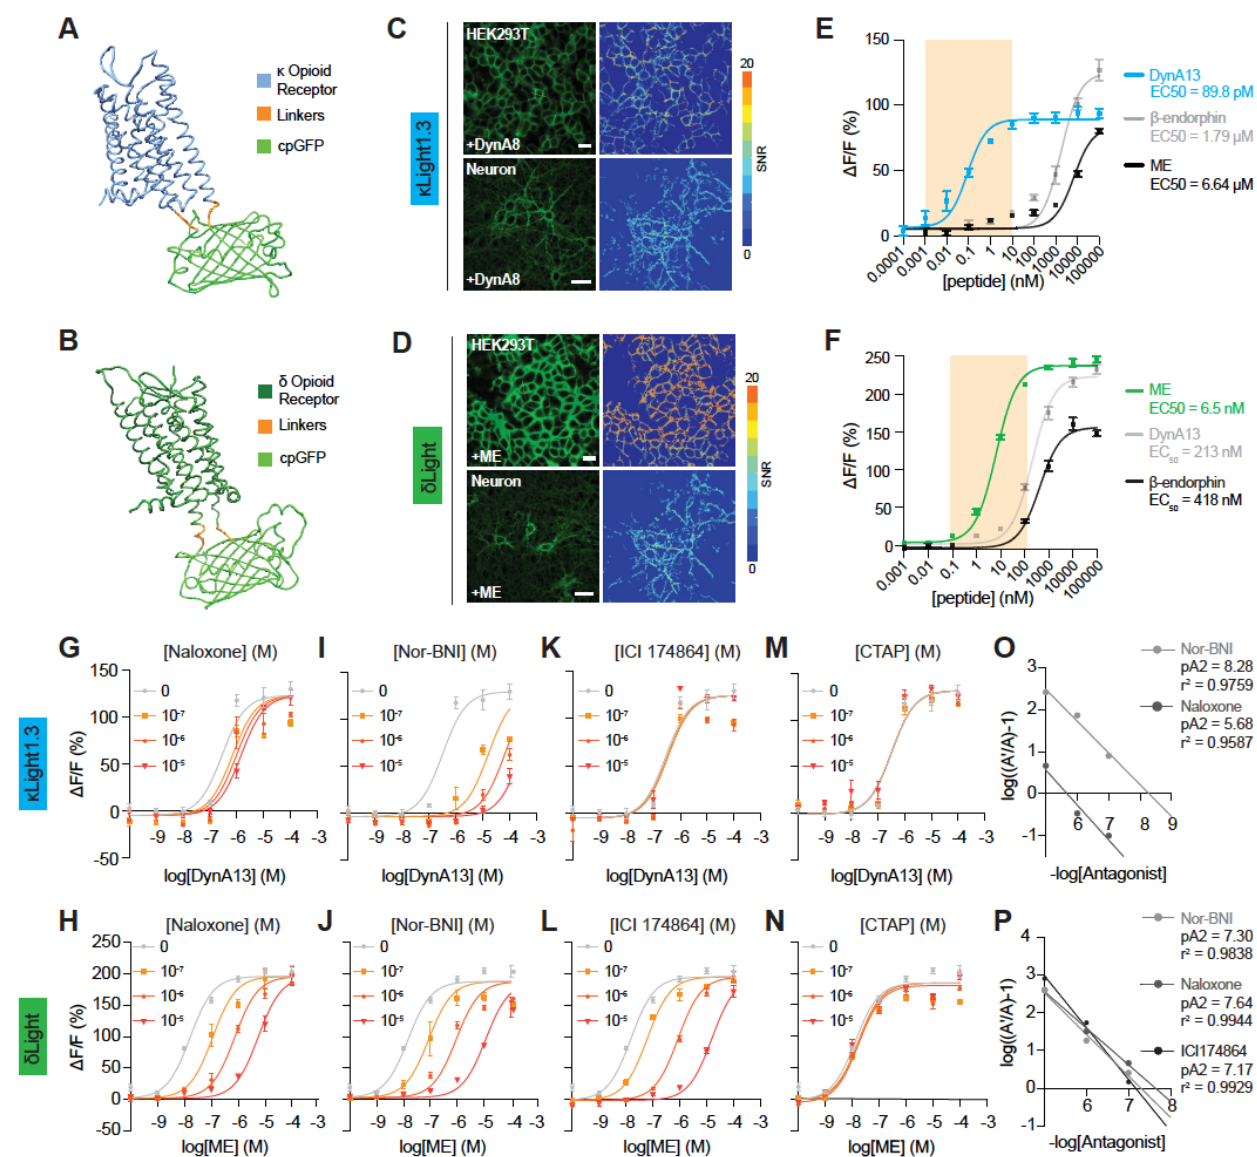 A
κ Opioid
Receptor
Linkers
cpGFP
B
δ Opioid
Receptor
Linkers
cpGFP
C
κLight1.3
HEK293T
+DynA8
Neuron
+DynA8
20
SNR
0
D
δLight
HEK293T
+ME
Neuron
+ME
20
SNR
0
E
150
100
50
0
ΔF/F (%)
0.0001
0.001
0.01
0.1
1
10
100
1000
10000
100000
[peptide] (nM)
DynA13
EC50 = 89.8 pM
β-endorphin
EC50 = 1.79 μM
ME
EC50 = 6.64 μM
F
250
200
150
100
50
0
ΔF/F (%)
0.001
0.01
0.1
1
10
100
1000
10000
100000
[peptide] (nM)
ME
EC50 = 6.5 nM
DynA13
EC₅₀ = 213 nM
β-endorphin
EC₅₀ = 418 nM
κLight1.3
G
[Naloxone] (M)
150
100
50
0
-50
ΔF/F (%)
0
10⁻⁷
10⁻⁶
10⁻⁵
-9 -8 -7 -6 -5 -4 -3
log[DynA13] (M)
I
[Nor-BNI] (M)
0
10⁻⁷
10⁻⁶
10⁻⁵
-9 -8 -7 -6 -5 -4 -3
log[DynA13] (M)
K
[ICI 174864] (M)
0
10⁻⁷
10⁻⁶
10⁻⁵
-9 -8 -7 -6 -5 -4 -3
log[DynA13] (M)
M
[CTAP] (M)
0
10⁻⁷
10⁻⁶
10⁻⁵
-9 -8 -7 -6 -5 -4 -3
log[DynA13] (M)
O
3
2
1
0
-1
log((A'/A)-1)
6 7 8 9
-log[Antagonist]
Nor-BNI
pA2 = 8.28
r² = 0.9759
Naloxone
pA2 = 5.68
r² = 0.9587
δLight
H
[Naloxone] (M)
250
200
150
100
50
0
-50
ΔF/F (%)
0
10⁻⁷
10⁻⁶
10⁻⁵
-9 -8 -7 -6 -5 -4 -3
log[ME] (M)
J
[Nor-BNI] (M)
0
10⁻⁷
10⁻⁶
10⁻⁵
-9 -8 -7 -6 -5 -4 -3
log[ME] (M)
L
[ICI 174864] (M)
0
10⁻⁷
10⁻⁶
10⁻⁵
-9 -8 -7 -6 -5 -4 -3
log[ME] (M)
N
[CTAP] (M)
0
10⁻⁷
10⁻⁶
10⁻⁵
-9 -8 -7 -6 -5 -4 -3
log[ME] (M)
P
4
3
2
1
0
-1
log((A'/A)-1)
6 7 8
-log[Antagonist]
Nor-BNI
pA2 = 7.30
r² = 0.9838
Naloxone
pA2 = 7.64
r² = 0.9944
ICI174864
pA2 = 7.17
r² = 0.9929